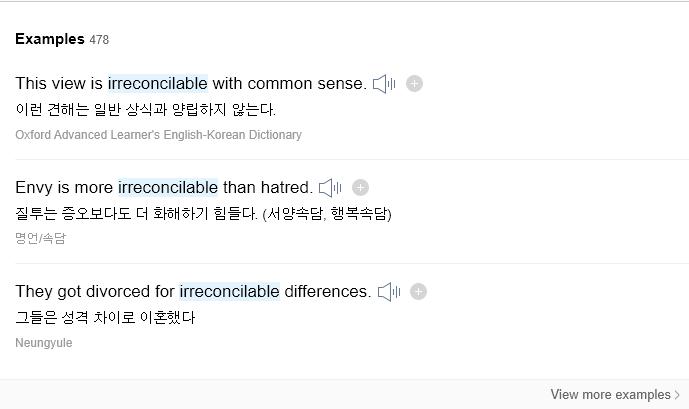 Examples 478
This view is irreconcilable with common sense.
이런 견해는 일반 상식과 양립하지 않는다.
Oxford Advanced Learner's English-Korean Dictionary
Envy is more irreconcilable than hatred.
질투는 증오보다도 더 화해하기 힘들다. (서양속담, 행복속담)
명언/속담
They got divorced for irreconcilable differences.
그들은 성격 차이로 이혼했다
Neungyule
View more examples